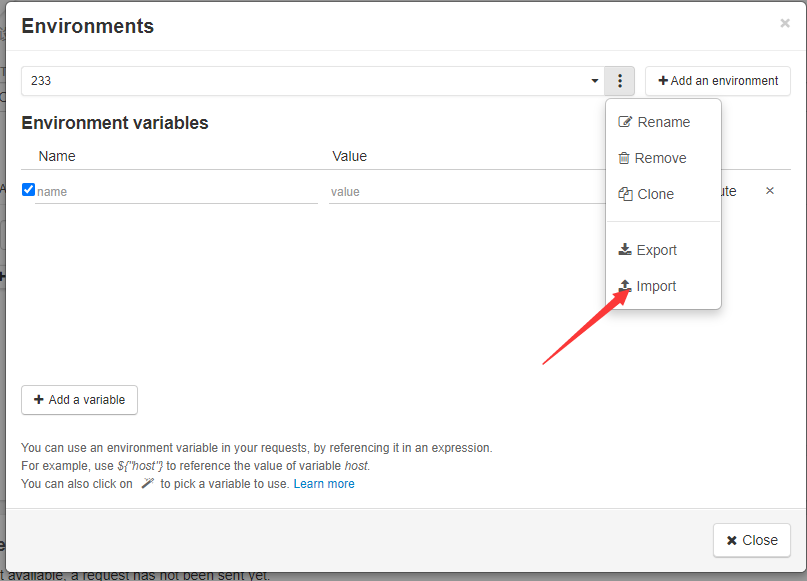 Environments
×
233
Add an environment
Environment variables
Rename
Name
Value
Remove
name
value
Clone
×
Export
Import
Add a variable
You can use an environment variable in your requests, by referencing it in an expression.
For example, use ${"host"} to reference the value of variable host.
You can also click on to pick a variable to use. Learn more
Close
t available, a request has not been sent yet.